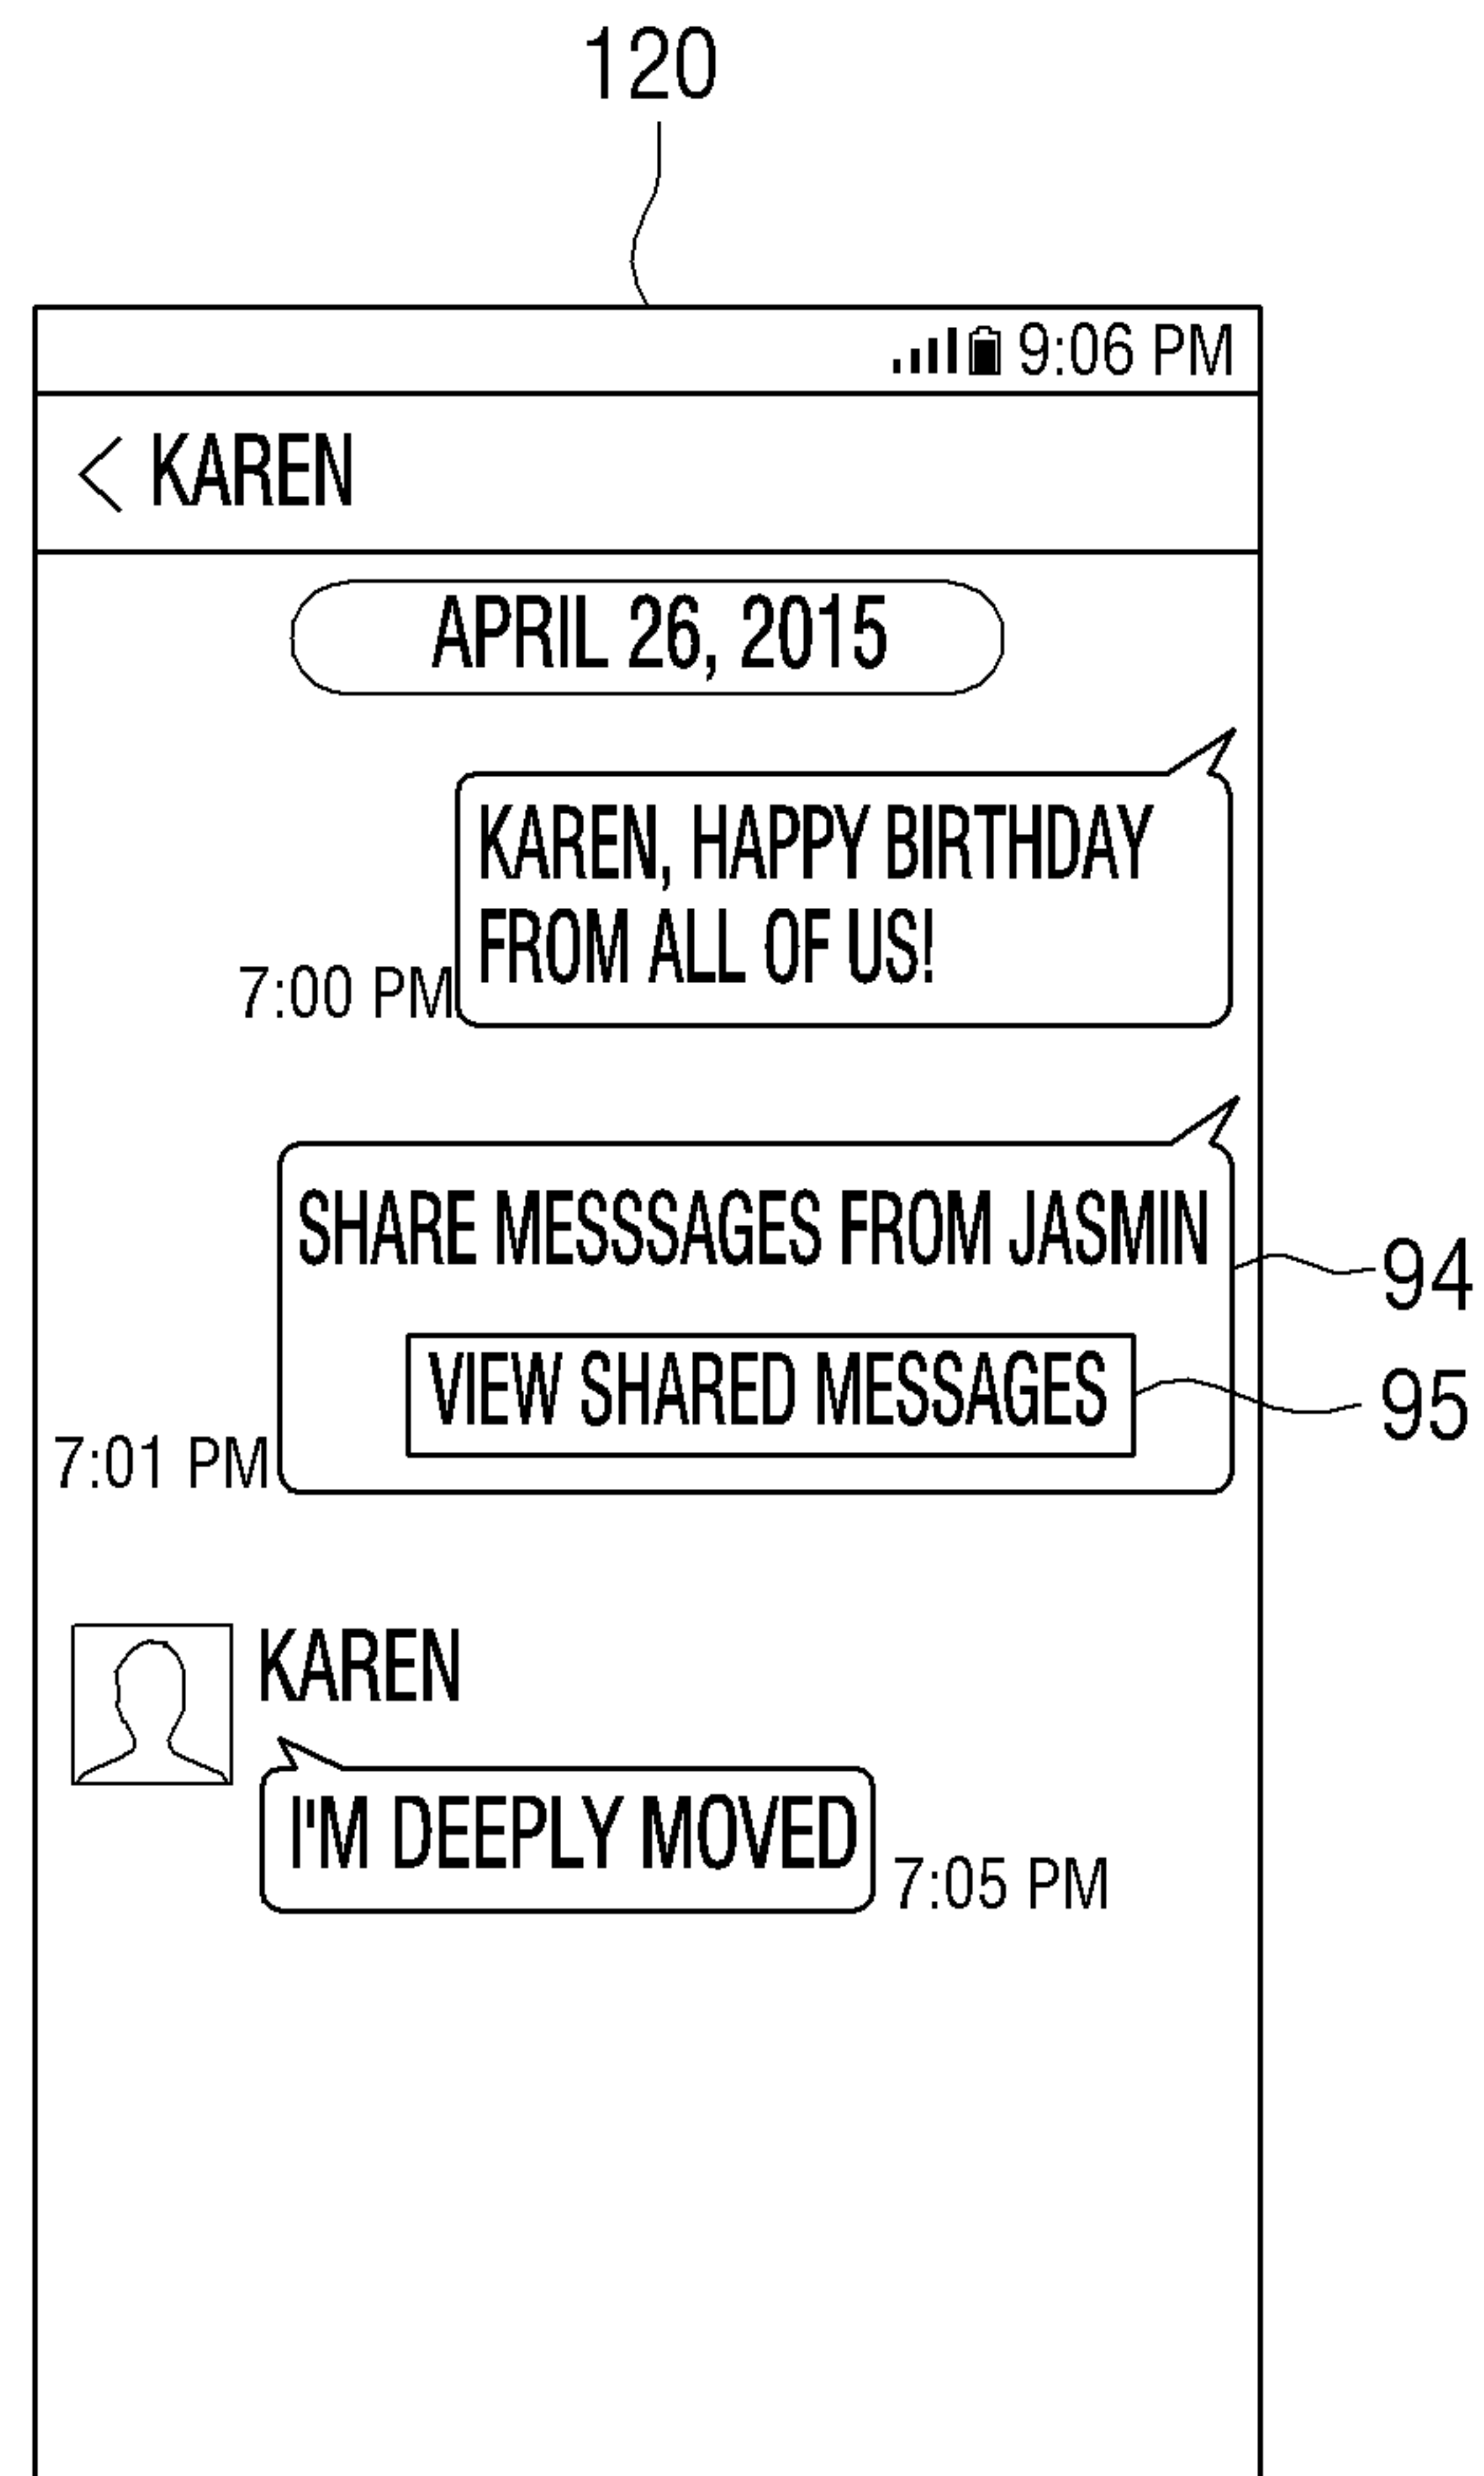 120
9:06 PM
< KAREN
APRIL 26, 2015
KAREN, HAPPY BIRTHDAY
FROM ALL OF US!
7:00 PM
SHARE MESSSAGES FROM JASMIN
94
VIEW SHARED MESSAGES
95
7:01 PM
KAREN
I'M DEEPLY MOVED
7:05 PM